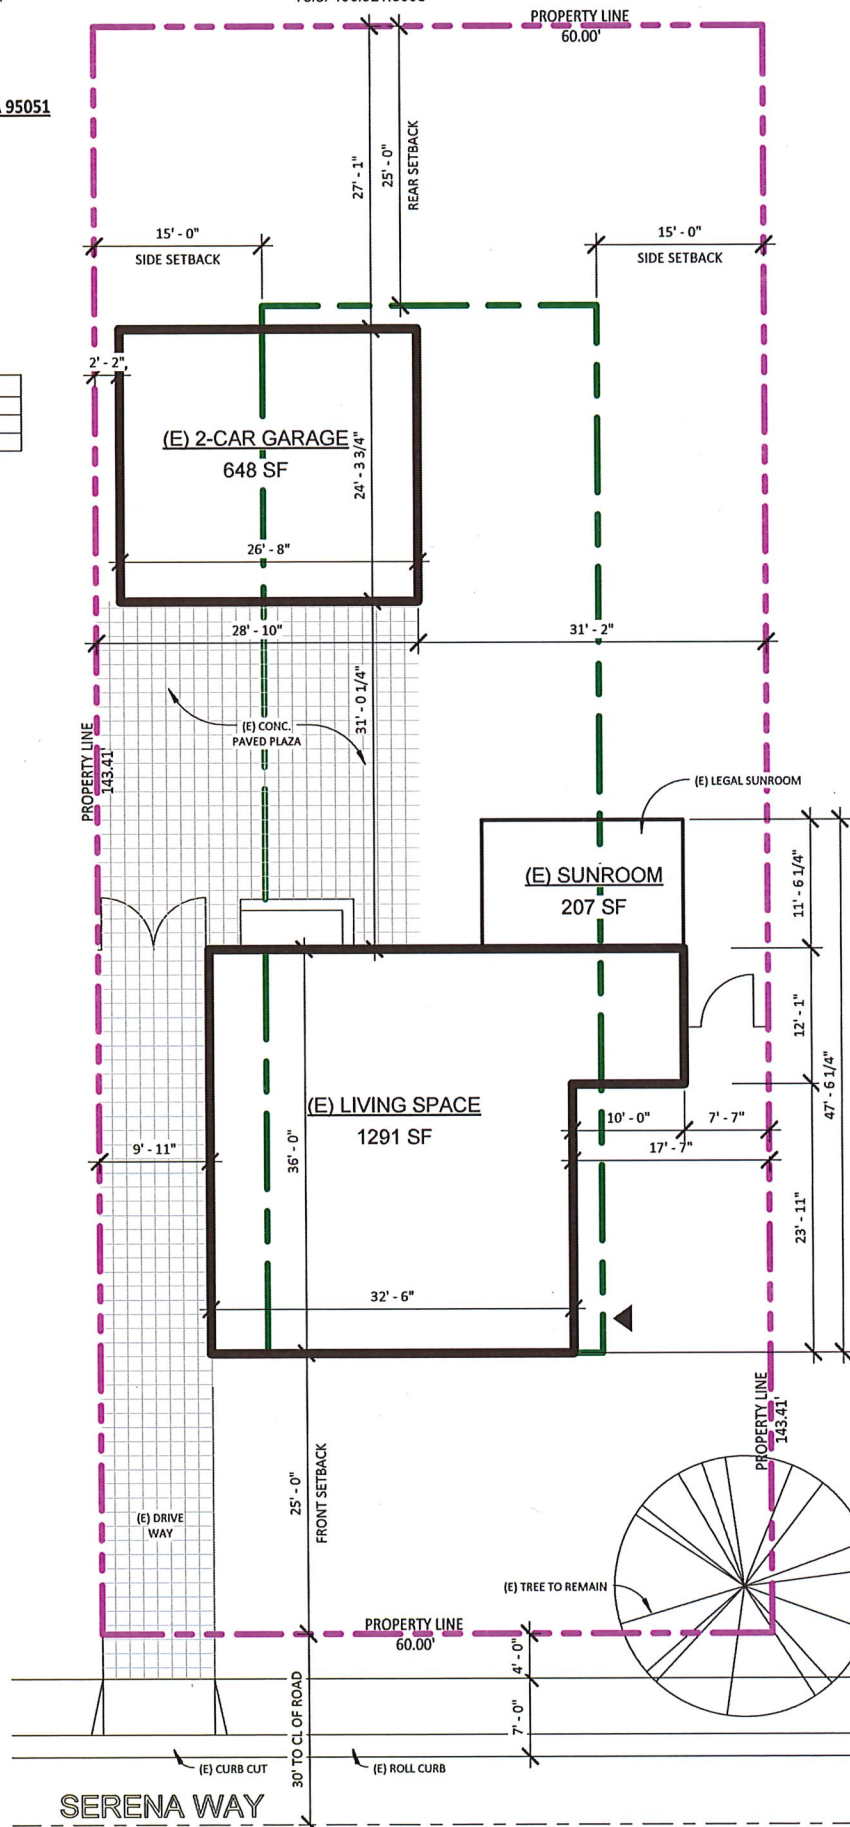 PROPERTY LINE
60.00'
95051
27' - 1"
25' - 0"
REAR SETBACK
15' - 0"
SIDE SETBACK
15' - 0"
SIDE SETBACK
2' - 2"
(E) 2-CAR GARAGE
648 SF
24' - 3 3/4"
26' - 8"
28' - 10"
31' - 2"
31' - 0 1/4"
(E) CONC.
PAVED PLAZA
PROPERTY LINE
143.41'
(E) LEGAL SUNROOM
(E) SUNROOM
207 SF
11' - 6 1/4"
12' - 1"
47' - 6 1/4"
(E) LIVING SPACE
1291 SF
10' - 0"
7' - 7"
9' - 11"
36' - 0"
17' - 7"
23' - 11"
32' - 6"
PROPERTY LINE
143.41'
25' - 0"
FRONT SETBACK
(E) DRIVE
WAY
(E) TREE TO REMAIN
PROPERTY LINE
60.00'
4' - 0"
7' - 0"
30' TO CL OF ROAD
(E) CURB CUT
(E) ROLL CURB
SERENA WAY